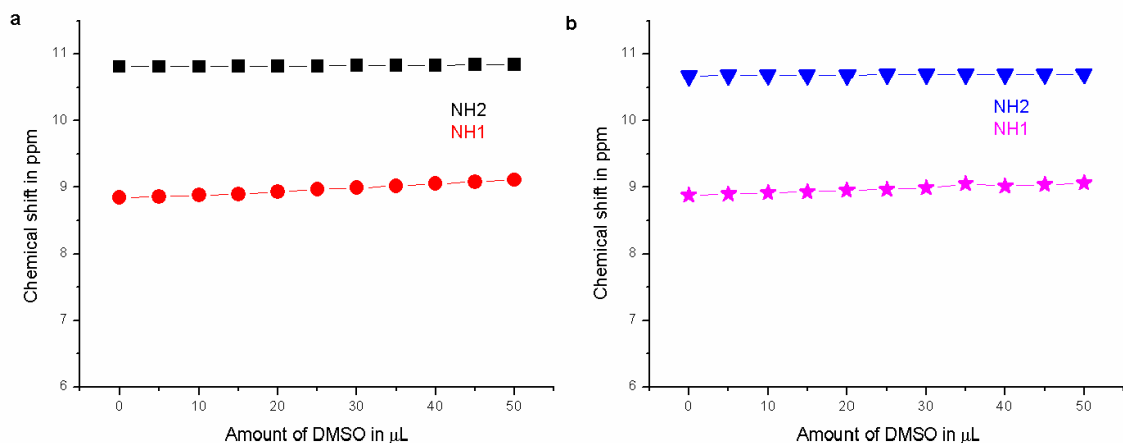 a
Chemical shift in ppm
11
10
9
8
7
6
NH2
NH1
0 10 20 30 40 50
Amount of DMSO in μL
b
Chemical shift in ppm
11
10
9
8
7
6
NH2
NH1
0 10 20 30 40 50
Amount of DMSO in μL